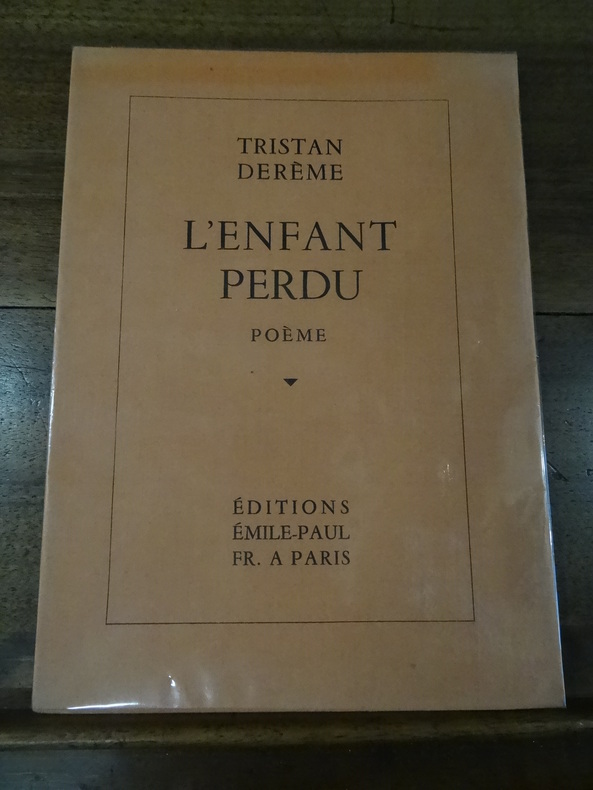 TRISTAN
DERÈME
L'ENFANT
PERDU
POÈME
ÉDITIONS
ÉMILE-PAUL
FR. A PARIS